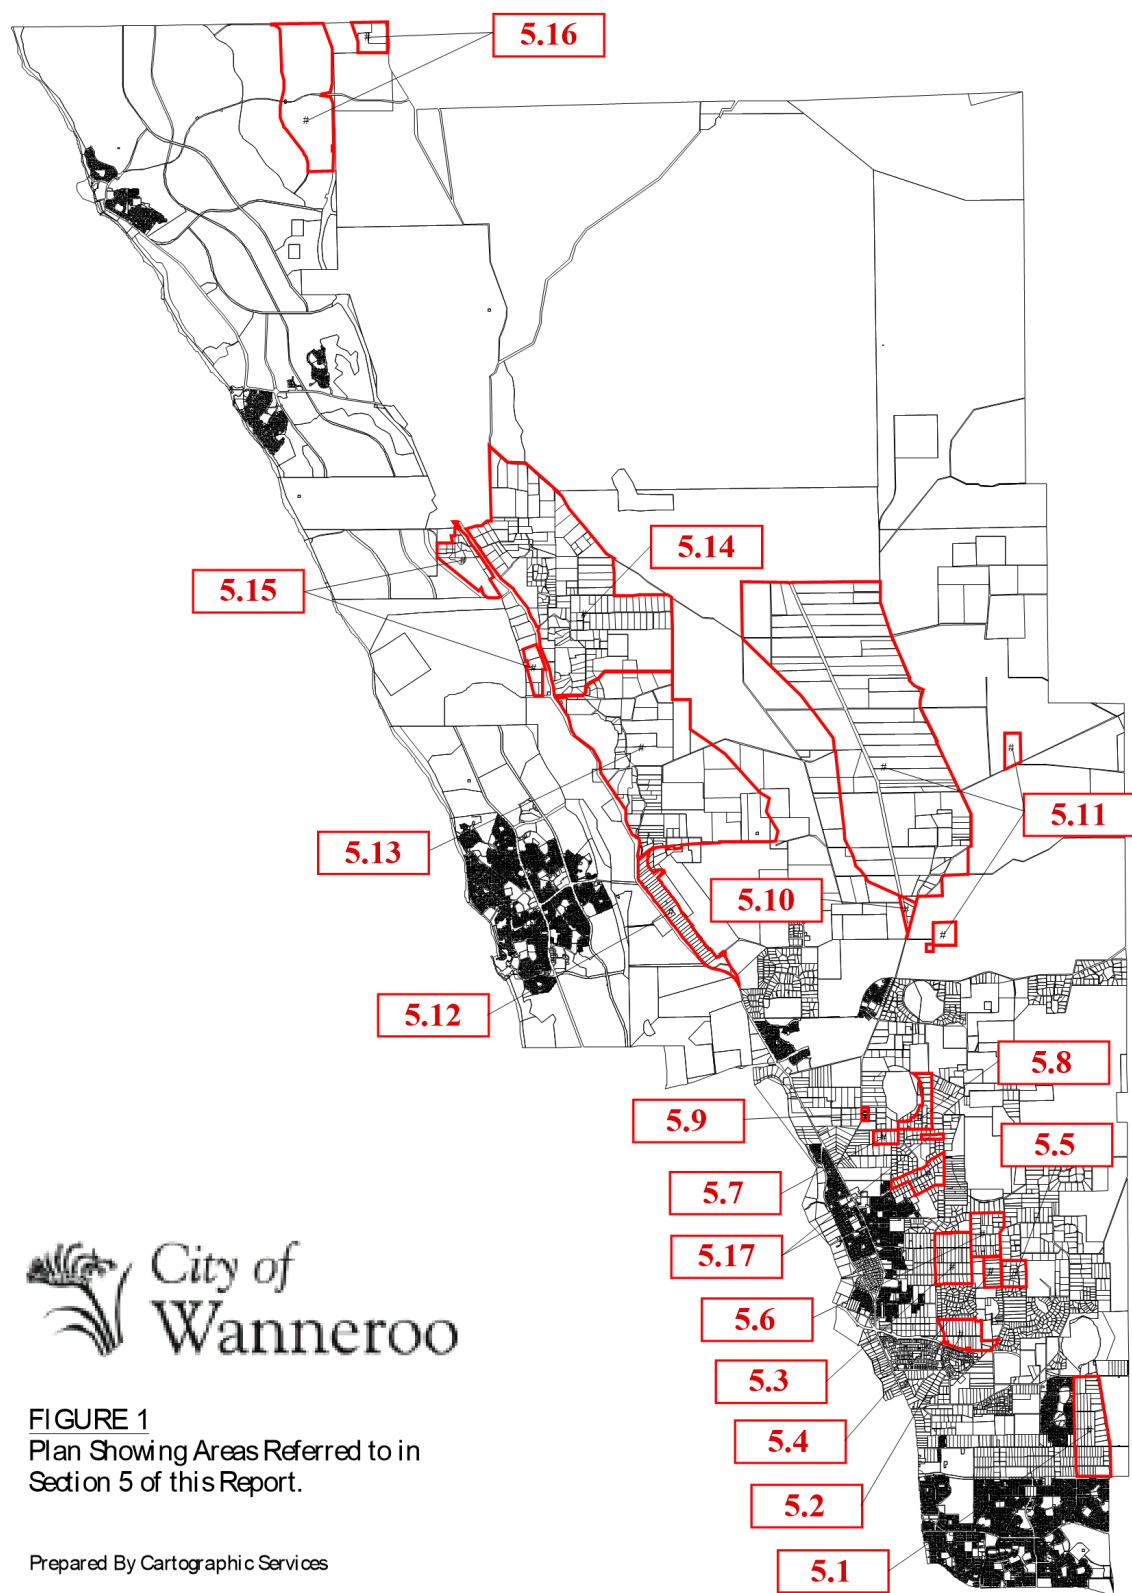 5.16
5.14
5.15
5.11
5.13
5.10
5.12
5.8
5.9
5.5
5.7
5.17
5.6
5.3
5.4
5.2
5.1
City of
Wanneroo
FIGURE 1
Plan Showing Areas Referred to in
Section 5 of this Report.
Prepared By Cartographic Services